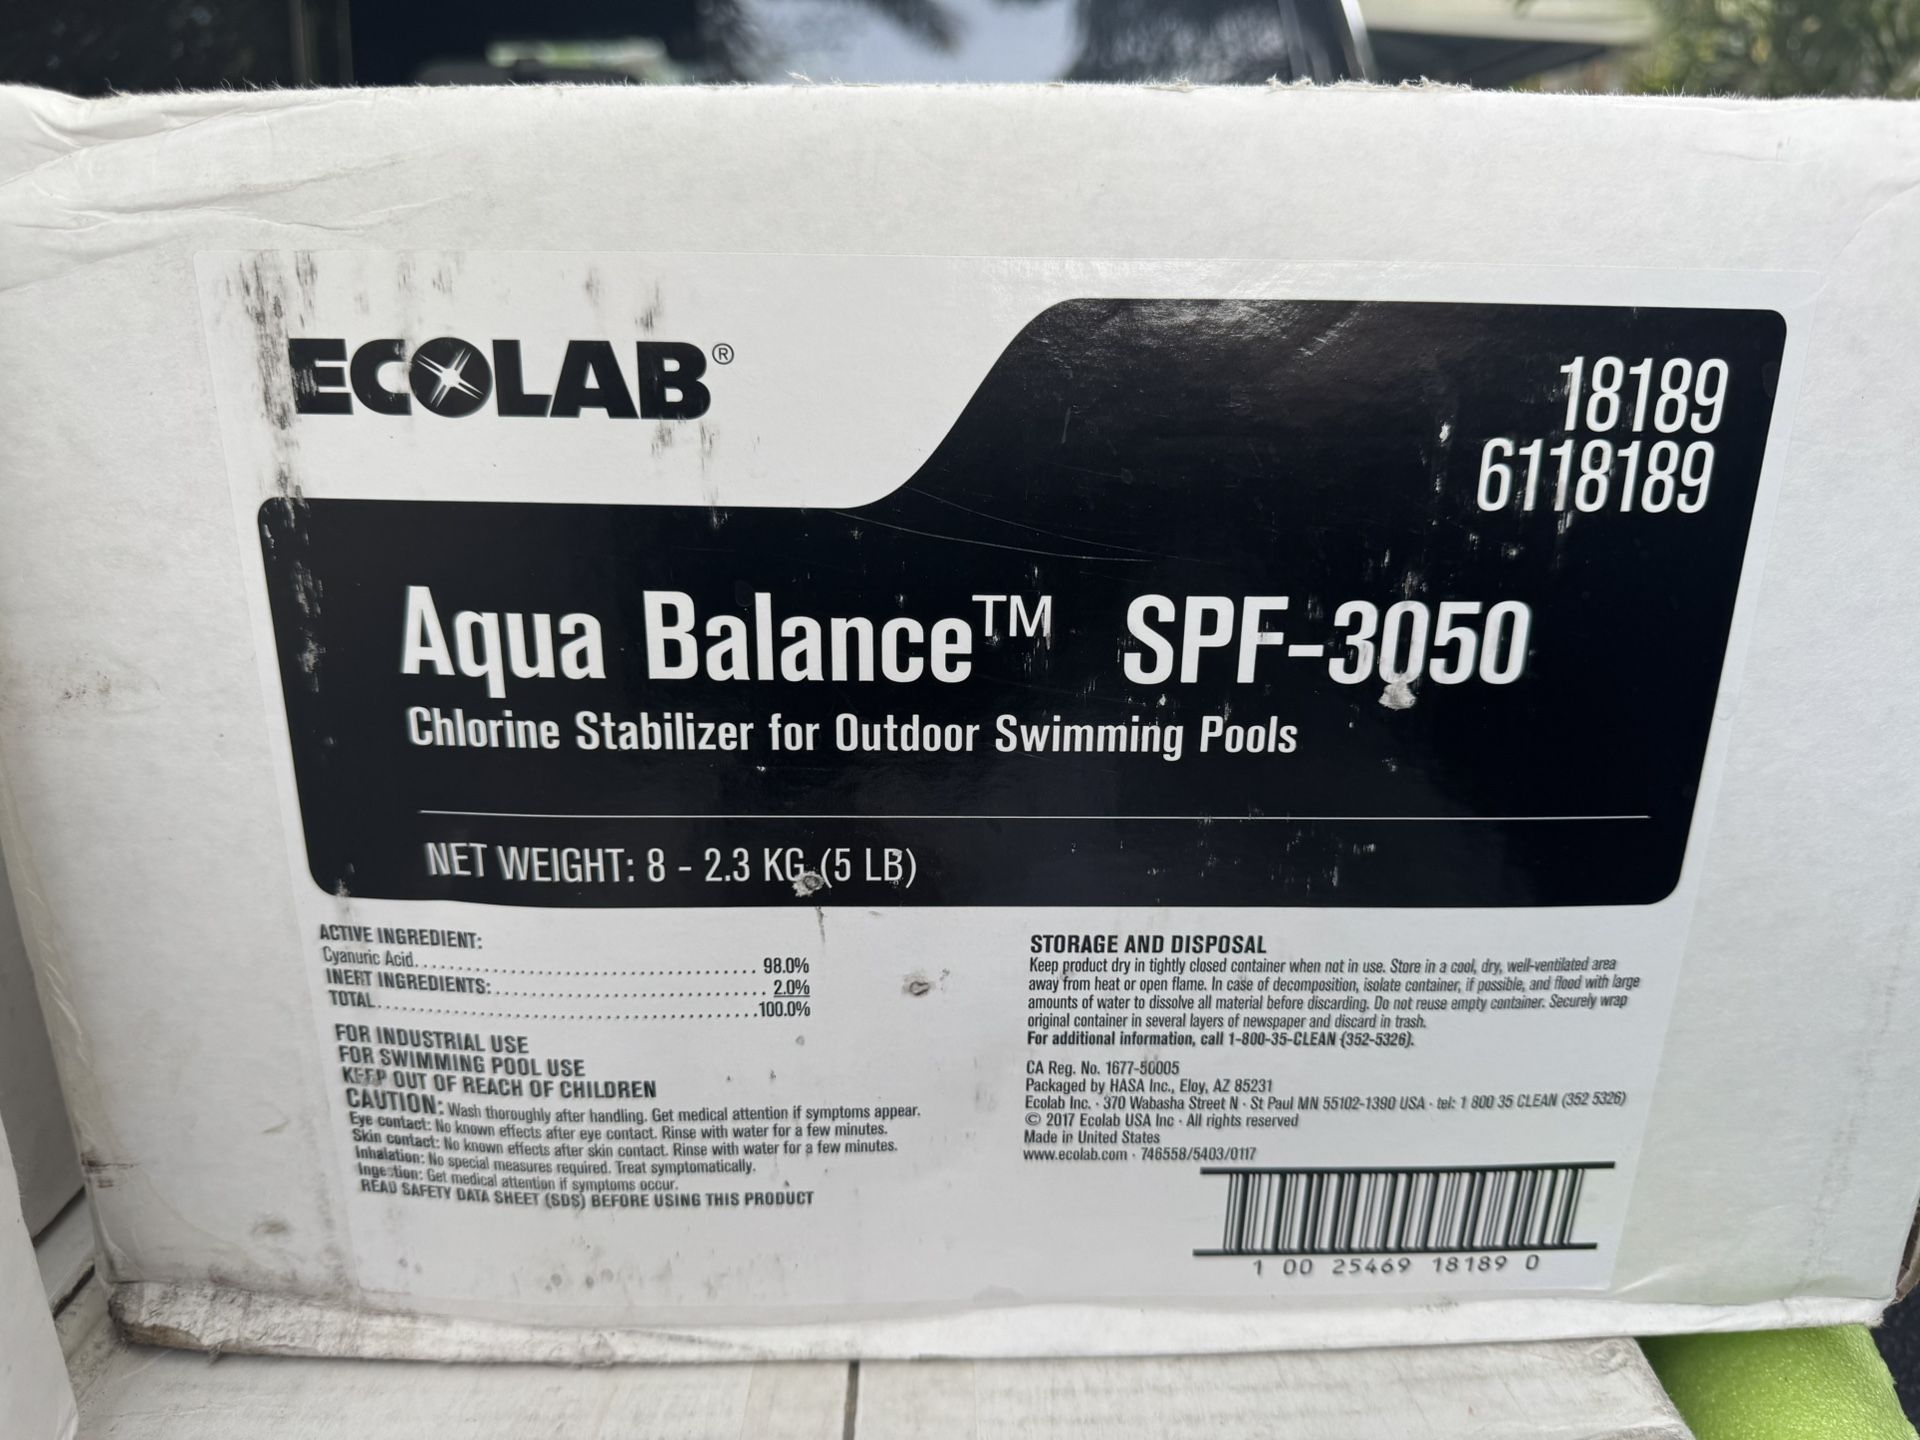 ECOLAB®
18189
6118189
Aqua Balance™ SPF-3050
Chlorine Stabilizer for Outdoor Swimming Pools
NET WEIGHT: 8 - 2.3 KG (5 LB)
ACTIVE INGREDIENT:
Cyanuric Acid................................................ 98.0%
INERT INGREDIENTS:....................................... 2.0%
TOTAL.......................................................100.0%
FOR INDUSTRIAL USE
FOR SWIMMING POOL USE
KEEP OUT OF REACH OF CHILDREN
CAUTION: Wash thoroughly after handling. Get medical attention if symptoms appear.
Eye contact: No known effects after eye contact. Rinse with water for a few minutes.
Skin contact: No known effects after skin contact. Rinse with water for a few minutes.
Inhalation: No special measures required. Treat symptomatically.
Ingestion: Get medical attention if symptoms occur.
READ SAFETY DATA SHEET (SDS) BEFORE USING THIS PRODUCT
STORAGE AND DISPOSAL
Keep product dry in tightly closed container when not in use. Store in a cool, dry, well-ventilated area
away from heat or open flame. In case of decomposition, isolate container, if possible, and flood with large
amounts of water to dissolve all material before discarding. Do not reuse empty container. Securely wrap
original container in several layers of newspaper and discard in trash.
For additional information, call 1-800-35-CLEAN (352-5326).
CA Reg. No. 1677-50005
Packaged by HASA Inc., Eloy, AZ 85231
Ecolab Inc. · 370 Wabasha Street N · St Paul MN 55102-1390 USA · tel: 1 800 35 CLEAN (352 5326)
© 2017 Ecolab USA Inc · All rights reserved
Made in United States
www.ecolab.com · 746558/5403/0117
1 00 25469 18189 0